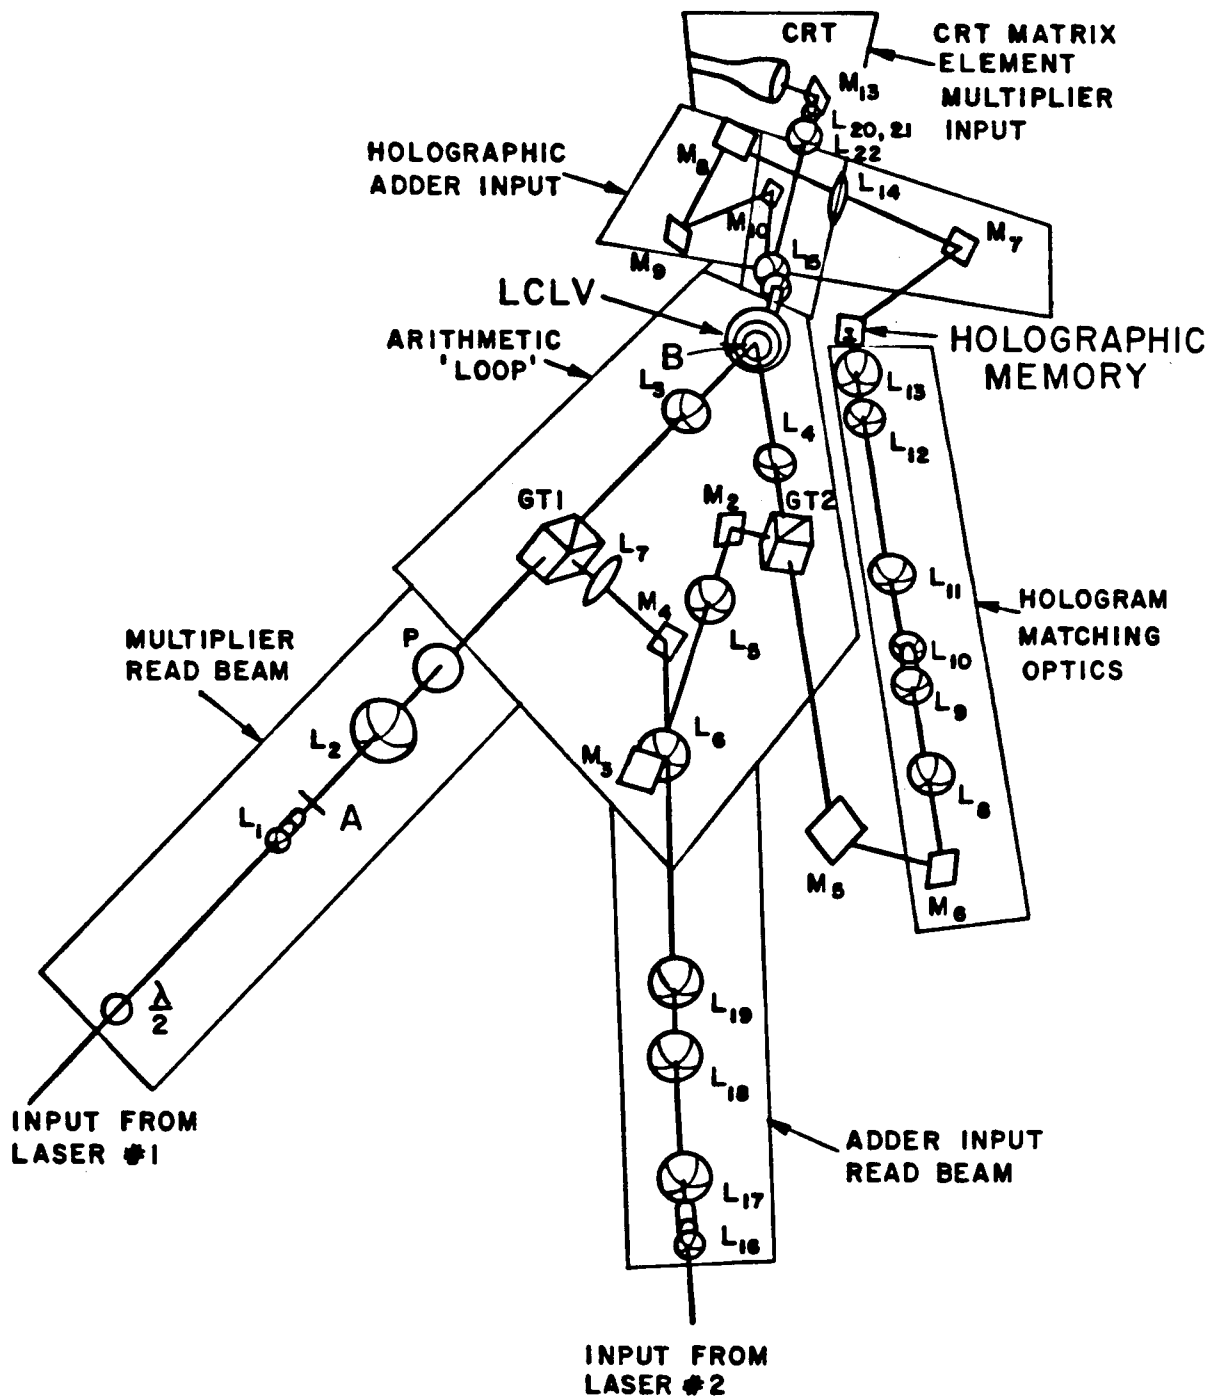 CRT
CRT MATRIX
ELEMENT
MULTIPLIER
INPUT
M13
L20,21
L22
HOLOGRAPHIC
ADDER INPUT
M8
L14
M10
M7
M9
L15
LCLV
ARITHMETIC
'LOOP'
B
HOLOGRAPHIC
MEMORY
L3
L13
L4
L12
GT1
M2
GT2
L7
L11
M4
HOLOGRAM
MATCHING
OPTICS
MULTIPLIER
READ BEAM
P
L5
L10
L9
L2
L6
M3
L8
L1
A
M5
M6
λ/2
L19
L18
INPUT FROM
LASER #1
ADDER INPUT
READ BEAM
L17
L16
INPUT FROM
LASER #2